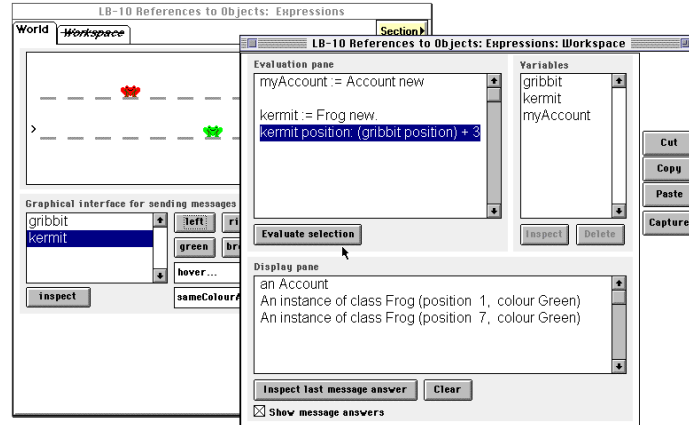 LB-10 References to Objects: Expressions
World
Workspace
Section
>
Graphical interface for sending messages
gribbit
kermit
left
green
hover...
inspect
LB-10 References to Objects: Expressions: Workspace
Evaluation pane
myAccount := Account new
kermit := Frog new.
kermit position: (gribbit position) + 3
Evaluate selection
Variables
gribbit
kermit
myAccount
Inspect
Delete
Display pane
an Account
An instance of class Frog (position 1, colour Green)
An instance of class Frog (position 7, colour Green)
Inspect last message answer
Clear
Show message answers
Cut
Copy
Paste
Capture